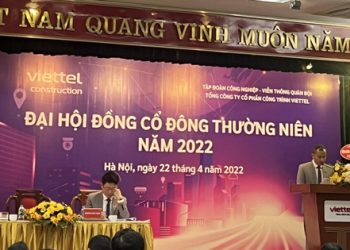 T NAM QUANG VINH MUÔN NĂM
viettel
construction
TẬP ĐOÀN CÔNG NGHIỆP - VIỄN THÔNG QUÂN ĐỘI
TỔNG CÔNG TY CỔ PHẦN CÔNG TRÌNH VIETTEL
ĐẠI HỘI ĐỒNG CỔ ĐÔNG THƯỜNG NIÊN
NĂM 2022
Hà Nội, ngày 22 tháng 4 năm 2022
viettel